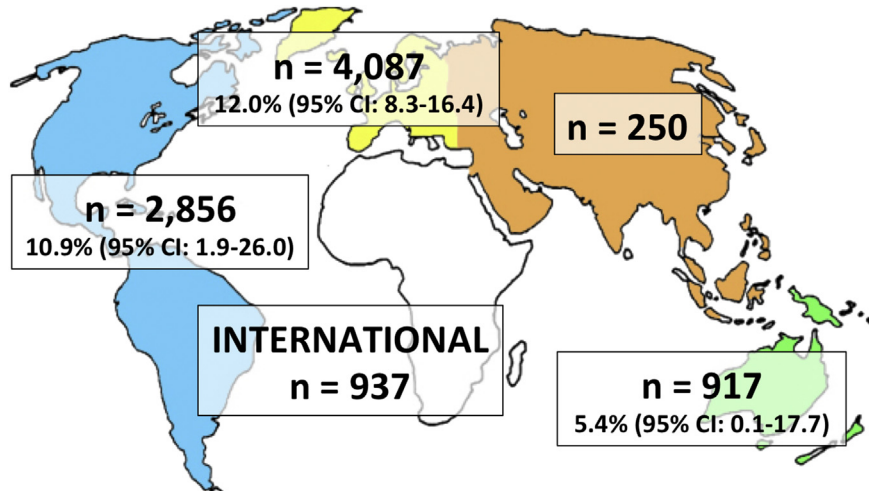 n = 4,087
12.0% (95% CI: 8.3-16.4)
n = 250
n = 2,856
10.9% (95% CI: 1.9-26.0)
INTERNATIONAL
n = 937
n = 917
5.4% (95% CI: 0.1-17.7)